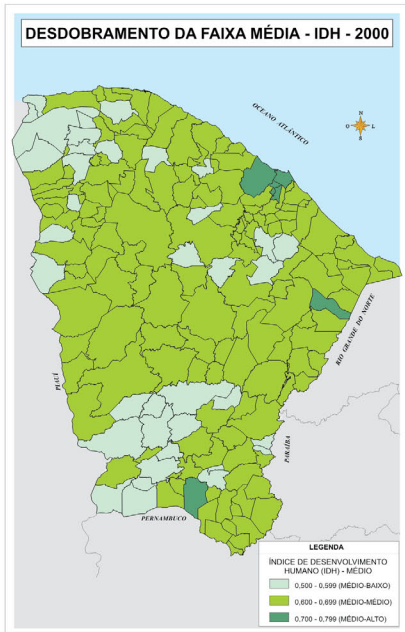 DESDOBRAMENTO DA FAIXA MÉDIA - IDH - 2000
OCEANO ATLÂNTICO
N
O L
S
RIO GRANDE DO NORTE
PIAUÍ
PARAÍBA
PERNAMBUCO
LEGENDA
ÍNDICE DE DESENVOLVIMENTO
HUMANO (IDH) - MÉDIO
0,500 - 0,599 (MÉDIO-BAIXO)
0,600 - 0,699 (MÉDIO-MÉDIO)
0,700 - 0,799 (MÉDIO-ALTO)